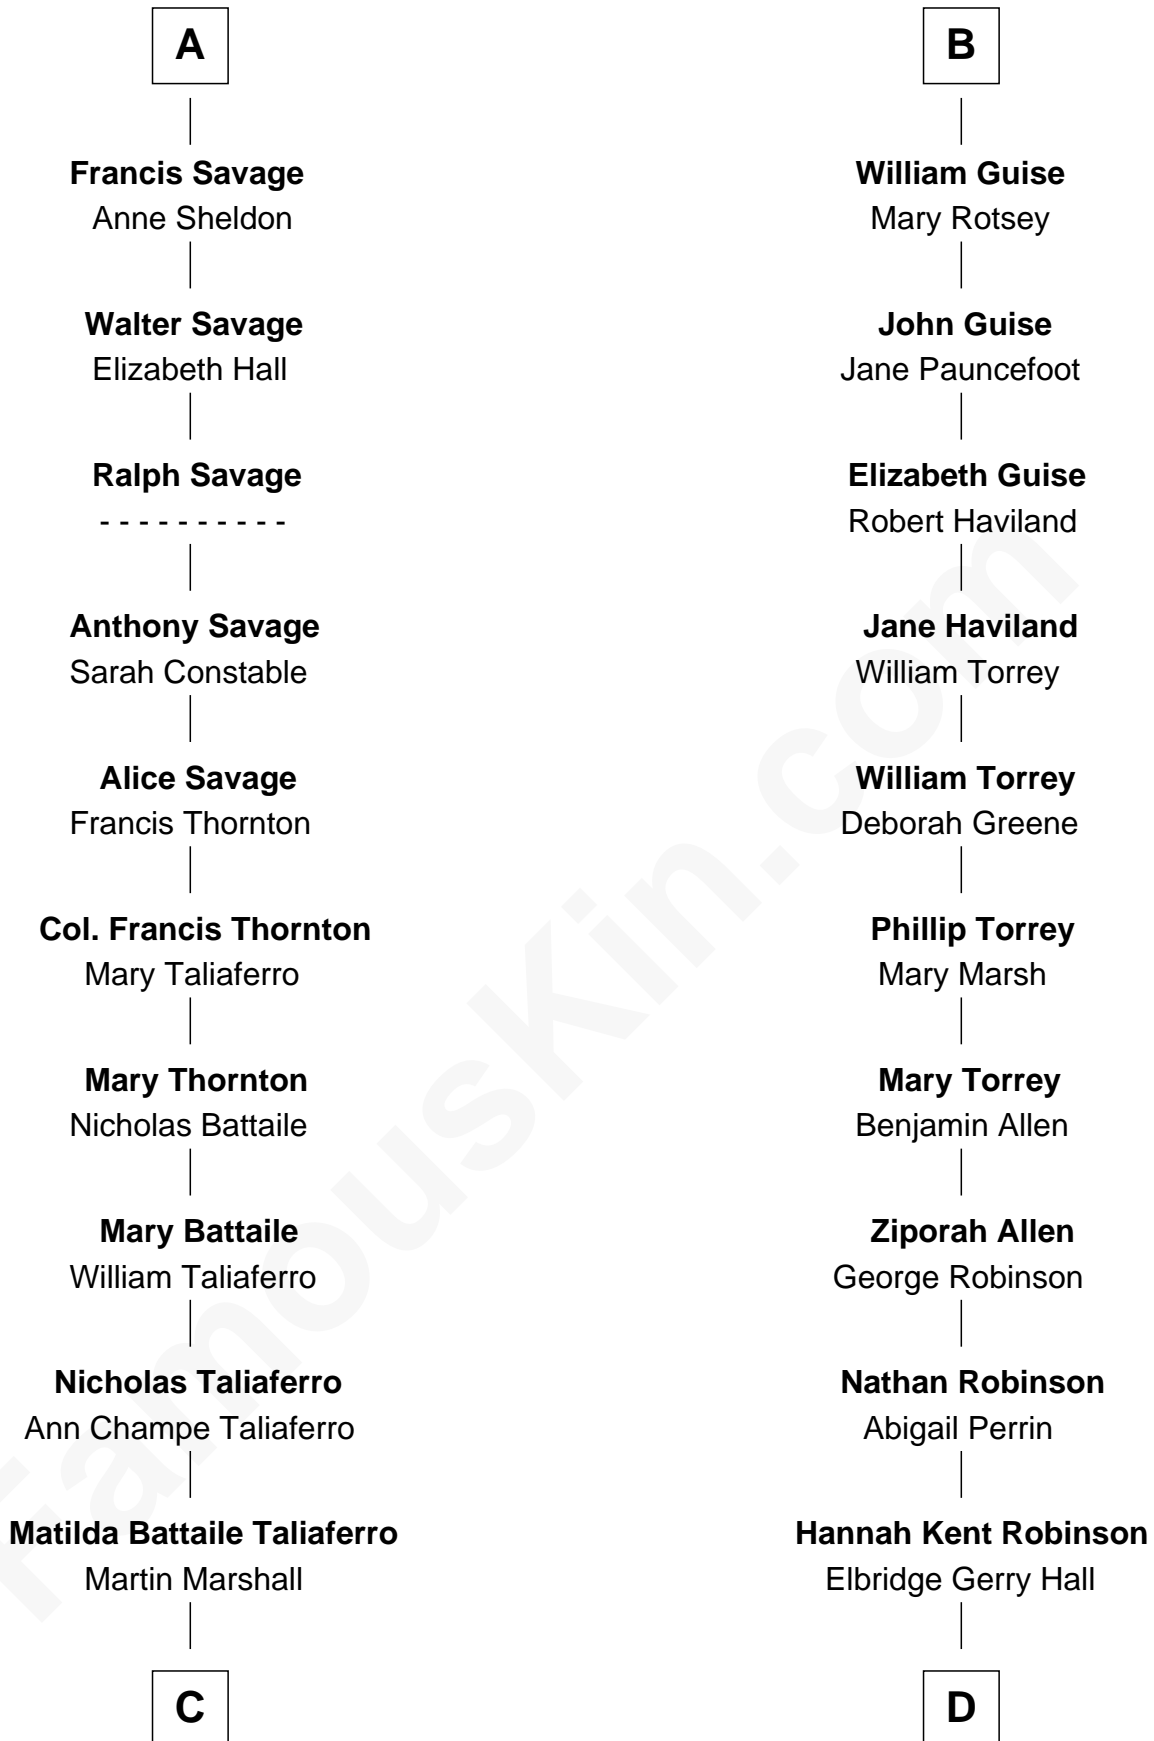 A
Francis Savage
Anne Sheldon
Walter Savage
Elizabeth Hall
Ralph Savage
- - - - - - - - - -
Anthony Savage
Sarah Constable
Alice Savage
Francis Thornton
Col. Francis Thornton
Mary Taliaferro
Mary Thornton
Nicholas Battaile
Mary Battaile
William Taliaferro
Nicholas Taliaferro
Ann Champe Taliaferro
Matilda Battaile Taliaferro
Martin Marshall
C
B
William Guise
Mary Rotsey
John Guise
Jane Pauncefoot
Elizabeth Guise
Robert Haviland
Jane Haviland
William Torrey
William Torrey
Deborah Greene
Phillip Torrey
Mary Marsh
Mary Torrey
Benjamin Allen
Ziporah Allen
George Robinson
Nathan Robinson
Abigail Perrin
Hannah Kent Robinson
Elbridge Gerry Hall
D
FamousKin.com